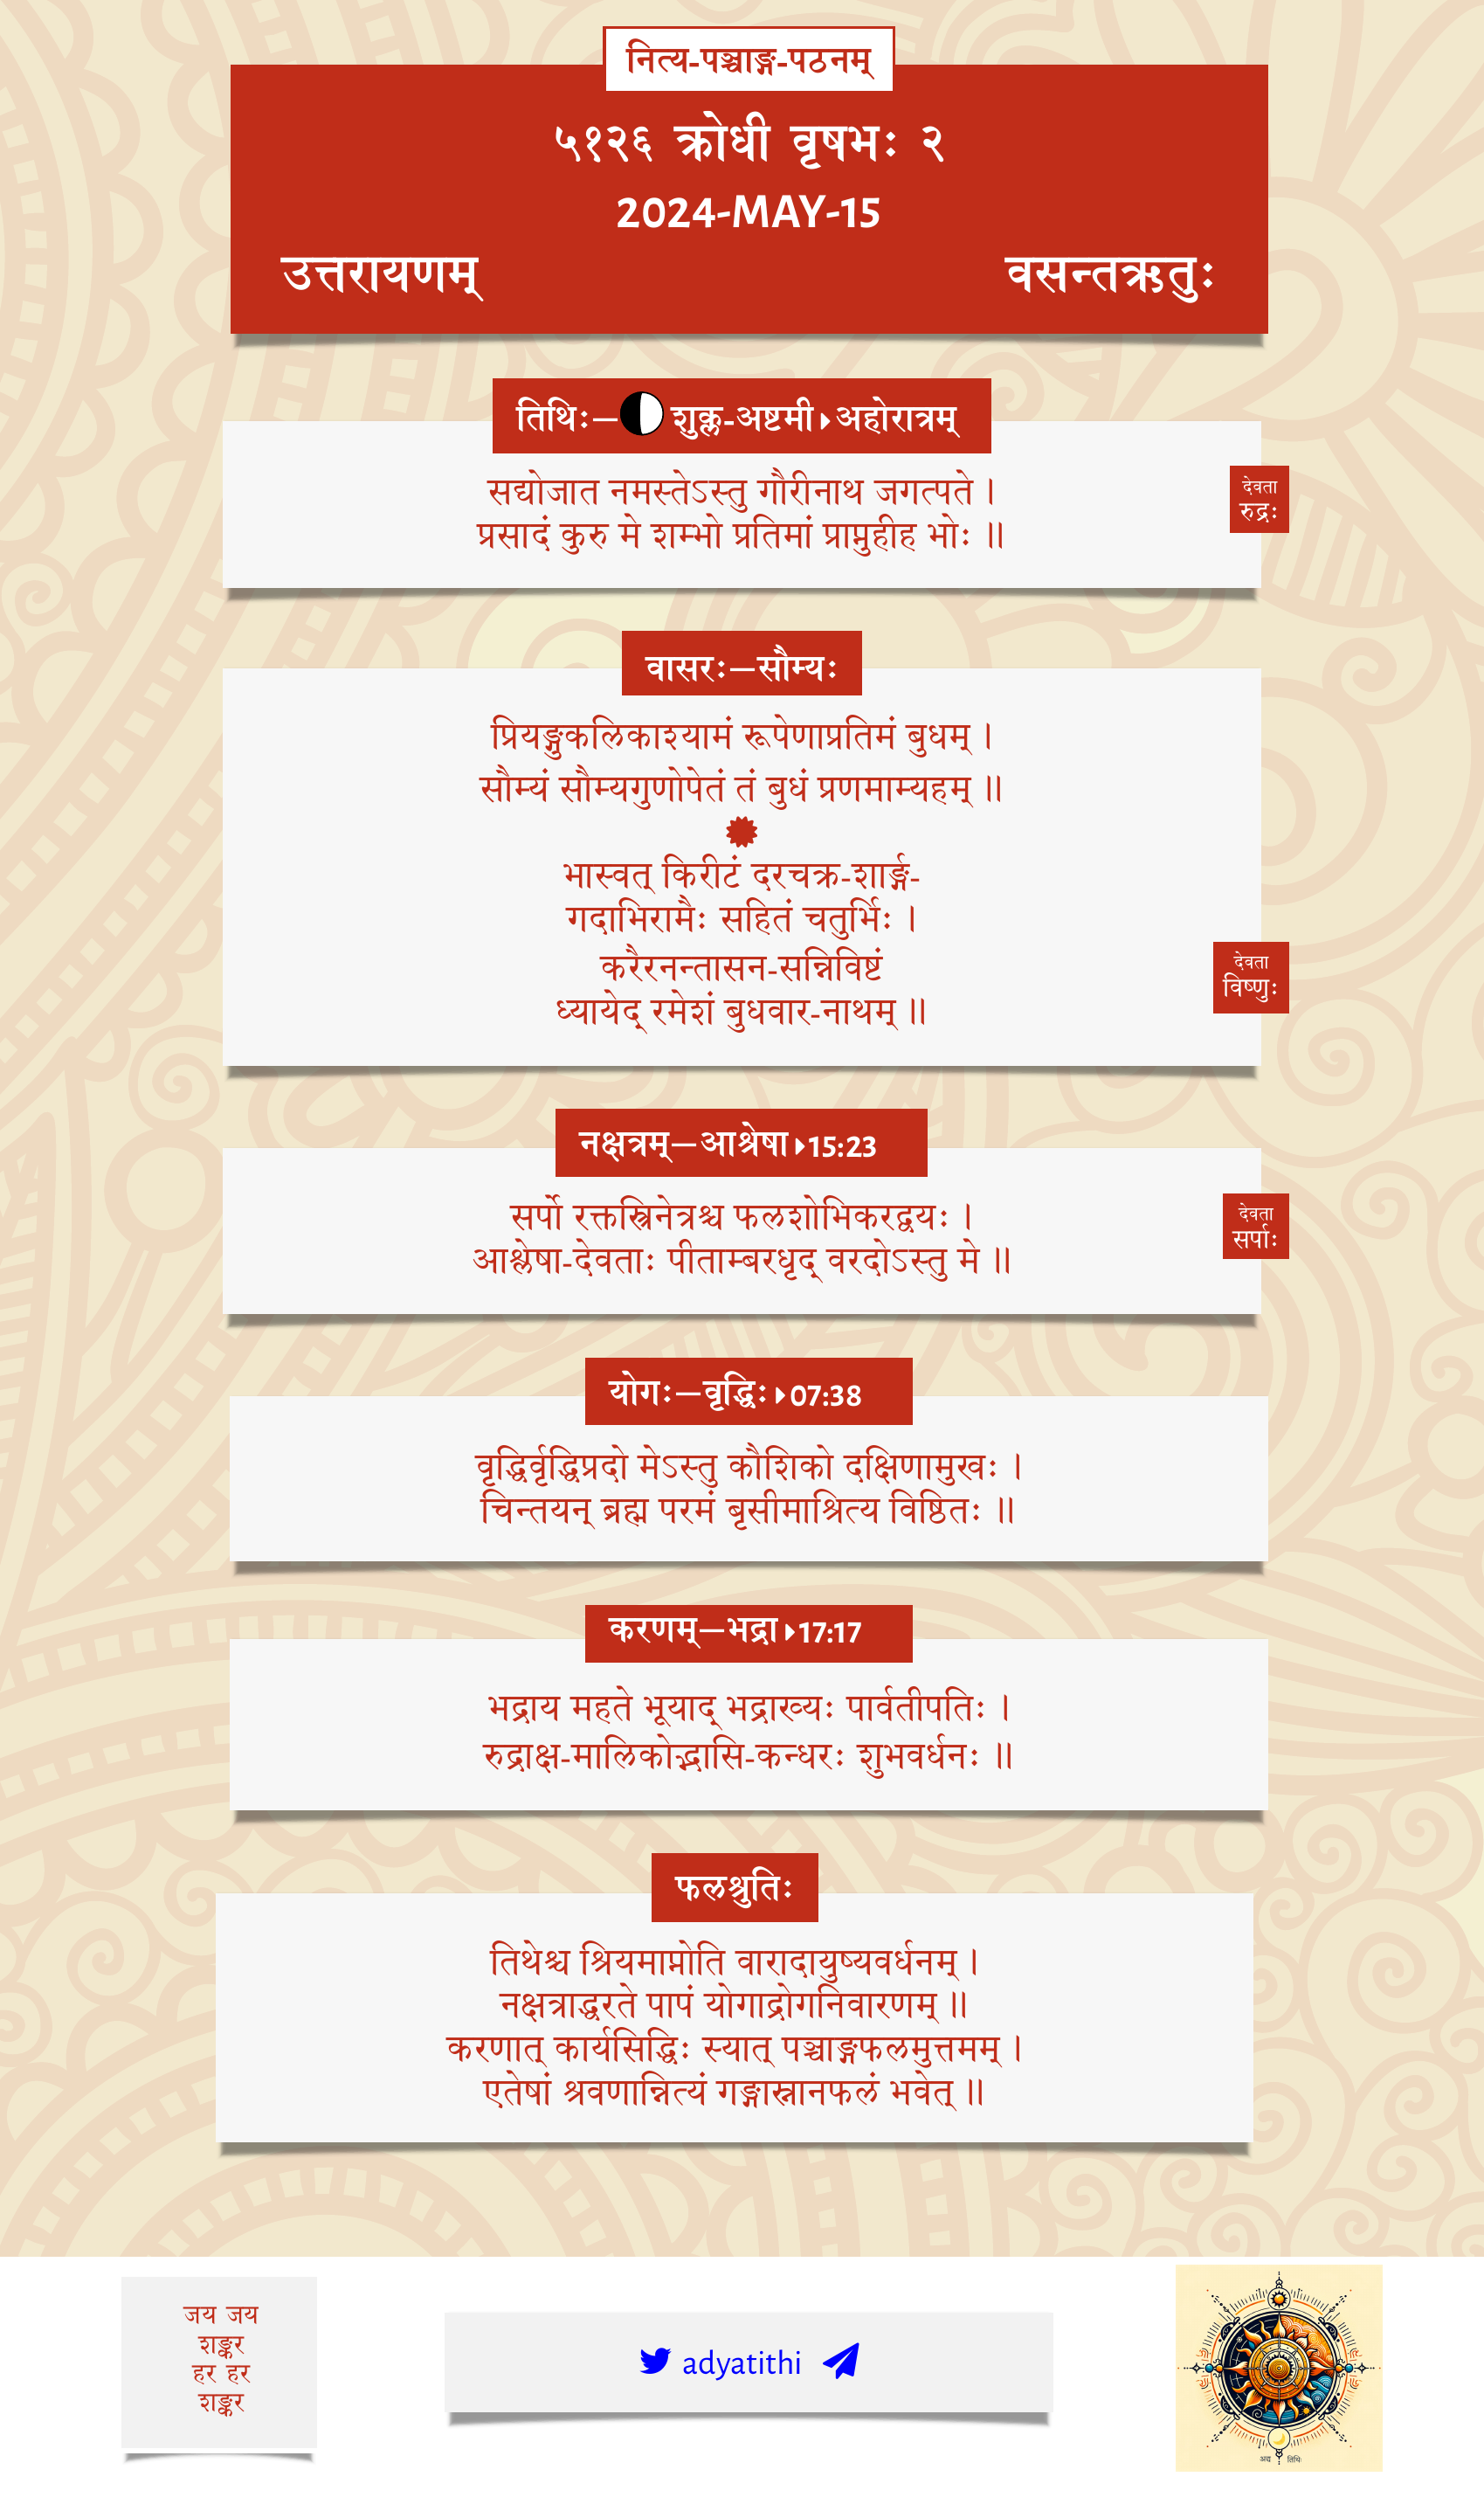 नित्य-पञ्चाङ्ग-पठनम्
५१२६ क्रोधी वृषभः २
2024-MAY-15
उत्तरायणम् वसन्तऋतुः
तिथिः—शुक्ल-अष्टमी अहोरात्रम्
सद्योजात नमस्तेऽस्तु गौरीनाथ जगत्पते ।
प्रसादं कुरु मे शम्भो प्रतिमां प्राप्नुहीह भोः ॥
देवता
रुद्रः
वासरः—सौम्यः
प्रियङ्गुकलिकाश्यामं रूपेणाप्रतिमं बुधम् ।
सौम्यं सौम्यगुणोपेतं तं बुधं प्रणमाम्यहम् ॥
भास्वत् किरीटं दरचक्र-शार्ङ्ग-
गदाभिरामैः सहितं चतुर्भिः ।
करैरनन्तासन-सन्निविष्टं
ध्यायेद् रमेशं बुधवार-नाथम् ॥
देवता
विष्णुः
नक्षत्रम्—आश्रेषा 15:23
सर्पो रक्तस्त्रिनेत्रश्च फलशोभिकरद्वयः ।
आश्लेषा-देवताः पीताम्बरधृद् वरदोऽस्तु मे ॥
देवता
सर्पाः
योगः—वृद्धिः 07:38
वृद्धिर्वृद्धिप्रदो मेऽस्तु कौशिको दक्षिणामुखः ।
चिन्तयन् ब्रह्म परमं बृसीमाश्रित्य विष्ठितः ॥
करणम्—भद्रा 17:17
भद्राय महते भूयाद् भद्राख्यः पार्वतीपतिः ।
रुद्राक्ष-मालिकोद्भासि-कन्धरः शुभवर्धनः ॥
फलश्रुतिः
तिथेश्च श्रियमाप्नोति वारादायुष्यवर्धनम् ।
नक्षत्राद्धरते पापं योगाद्रोगनिवारणम् ॥
करणात् कार्यसिद्धिः स्यात् पञ्चाङ्गफलमुत्तमम् ।
एतेषां श्रवणान्नित्यं गङ्गास्नानफलं भवेत् ॥
जय जय
शङ्कर
हर हर
शङ्कर
adyatithi
अद्य तिथिः